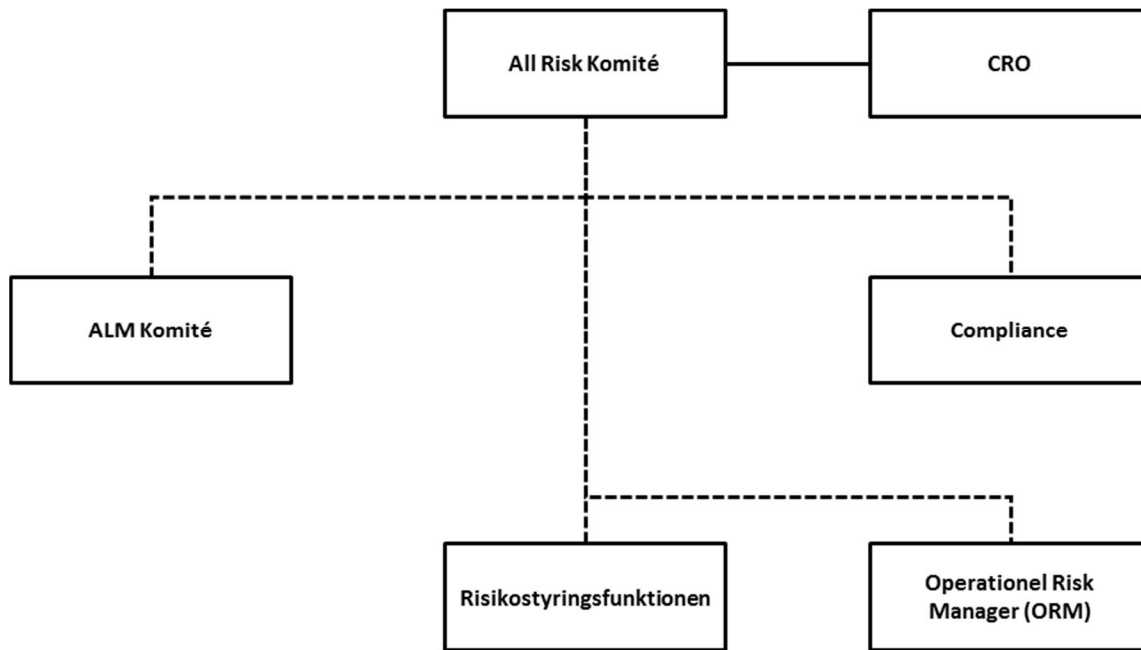 All Risk Komité
CRO
ALM Komité
Compliance
Risikostyringsfunktionen
Operationel Risk
Manager (ORM)